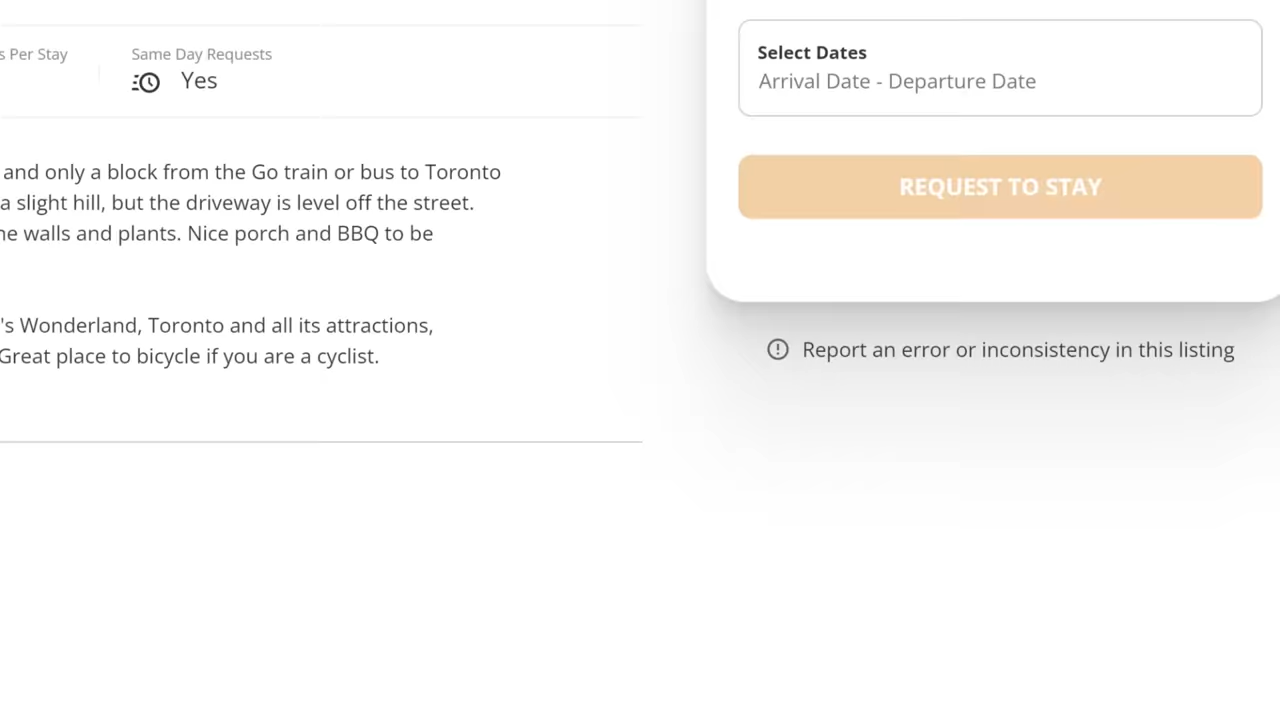 s Per Stay
Same Day Requests
Yes
and only a block from the Go train or bus to Toronto
a slight hill, but the driveway is level off the street.
walls and plants. Nice porch and BBQ to be
's Wonderland, Toronto and all its attractions,
Great place to bicycle if you are a cyclist.
Select Dates
Arrival Date - Departure Date
REQUEST TO STAY
Report an error or inconsistency in this listing